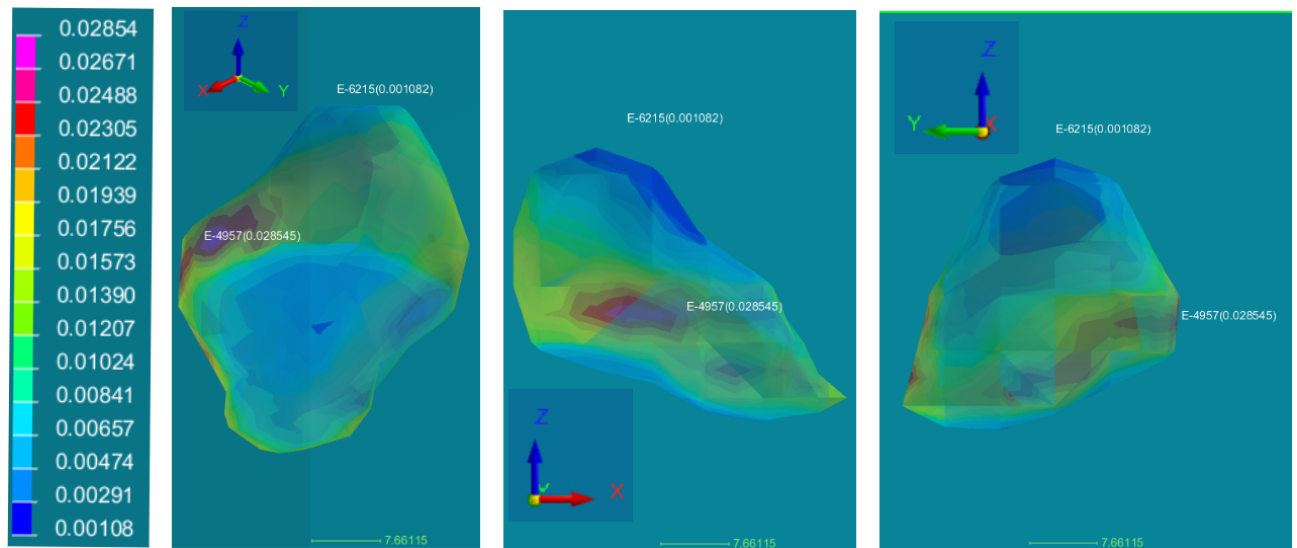 0.02854
0.02671
0.02488
0.02305
0.02122
0.01939
0.01756
0.01573
0.01390
0.01207
0.01024
0.00841
0.00657
0.00474
0.00291
0.00108
Z
X
Y
E-6215(0.001082)
E-4957(0.028545)
7.66115
E-6215(0.001082)
E-4957(0.028545)
Z
Y
X
7.66115
Z
Y
X
E-6215(0.001082)
E-4957(0.028545)
7.66115